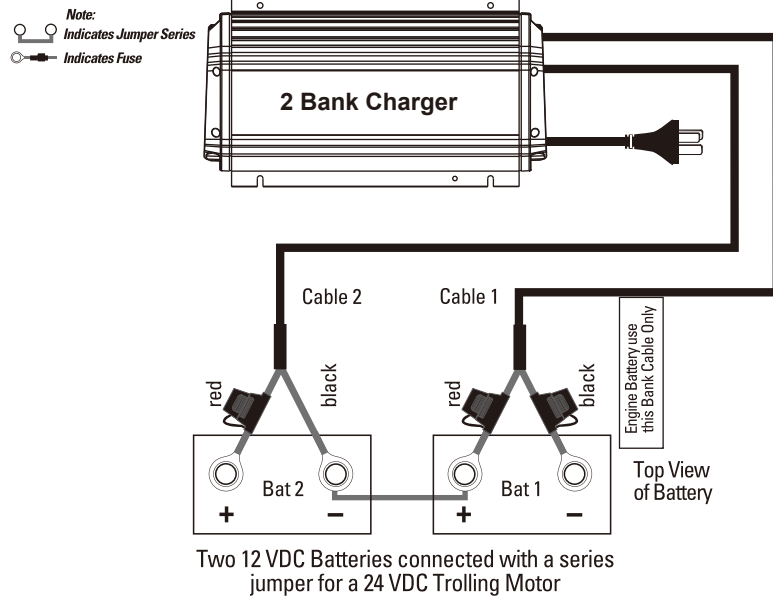 Note:
Indicates Jumper Series
Indicates Fuse
2 Bank Charger
Cable 2
Cable 1
Engine Battery use
this Bank Cable Only
red
black
red
black
Bat 2
Bat 1
Top View
of Battery
+
−
+
−
Two 12 VDC Batteries connected with a series
jumper for a 24 VDC Trolling Motor